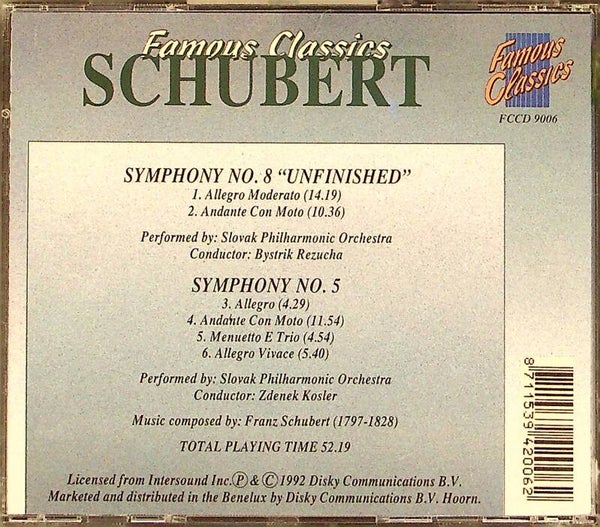 Famous Classics
SCHUBERT
Famous
Classics
FCCD 9006
SYMPHONY NO. 8 “UNFINISHED”
1. Allegro Moderato (14.19)
2. Andante Con Moto (10.36)
Performed by: Slovak Philharmonic Orchestra
Conductor: Bystrik Rezucha
SYMPHONY NO. 5
3. Allegro (4.29)
4. Andante Con Moto (11.54)
5. Menuetto E Trio (4.54)
6. Allegro Vivace (5.40)
Performed by: Slovak Philharmonic Orchestra
Conductor: Zdenek Kosler
Music composed by: Franz Schubert (1797-1828)
TOTAL PLAYING TIME 52.19
Licensed from Intersound Inc. Ⓟ & Ⓒ 1992 Disky Communications B.V.
Marketed and distributed in the Benelux by Disky Communications B.V. Hoorn.
8 711539 420062